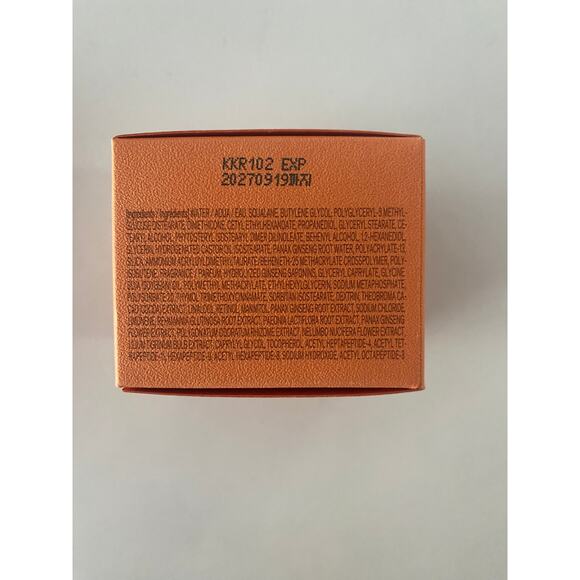 KKR102 EXP
20270919까지
[Ingredients / Ingrédients] WATER / AQUA / EAU, SQUALANE, BUTYLENE GLYCOL, POLYGLYCERYL-3 METHYL-
GLUCOSE DISTEARATE, DIMETHICONE, CETYL ETHYLHEXANOATE, PROPANEDIOL, GLYCERYL STEARATE, CE-
TEARYL ALCOHOL, PHYTOSTERYL ISOSTEARYL DIMER DILINOLEATE, BEHENYL ALCOHOL, 1,2-HEXANEDIOL,
GLYCERIN, HYDROGENATED CASTOR OIL ISOSTEARATE, PANAX GINSENG ROOT WATER, POLYACRYLATE-13,
SILICA, AMMONIUM ACRYLOYLDIMETHYLTAURATE/BEHENETH-25 METHACRYLATE CROSSPOLYMER, POLY-
ISOBUTENE, FRAGRANCE / PARFUM, HYDROLYZED GINSENG SAPONINS, GLYCERYL CAPRYLATE, GLYCINE
SOJA (SOYBEAN) OIL, POLYMETHYL METHACRYLATE, ETHYLHEXYLGLYCERIN, SODIUM METAPHOSPHATE,
POLYSORBATE 20, THYMOL TRIMETHOXYCINNAMATE, SORBITAN ISOSTEARATE, DEXTRIN, THEOBROMA CA-
CAO (COCOA) EXTRACT, LINALOOL, RETINOL, MANNITOL, PANAX GINSENG ROOT EXTRACT, SODIUM CHLORIDE,
LIMONENE, REHMANNIA GLUTINOSA ROOT EXTRACT, PAEONIA LACTIFLORA ROOT EXTRACT, PANAX GINSENG
EXTRACT, POLYGONATUM ODORATUM RHIZOME EXTRACT, NELUMBO NUCIFERA FLOWER EXTRACT,
LILIUM TIGRINUM BULB EXTRACT, CAPRYLYL GLYCOL, TOCOPHEROL, ACETYL HEPTAPEPTIDE-4, ACETYL TET-
RAPEPTIDE-11, HEXAPEPTIDE-9, ACETYL HEXAPEPTIDE-8, SODIUM HYDROXIDE, ACETYL OCTAPEPTIDE-3